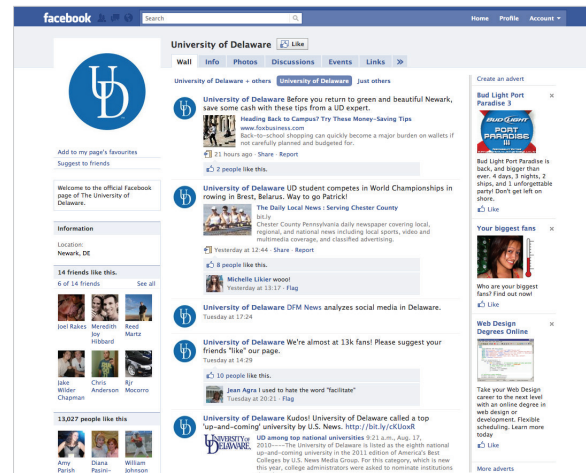 facebook
Search
Home Profile Account
University of Delaware Like
Wall Info Photos Discussions Events Links »
University of Delaware + others University of Delaware Just others
UD
Add to my page's favourites
Suggest to friends
Welcome to the official Facebook
page of The University of
Delaware.
Information
Location:
Newark, DE
14 friends like this.
6 of 14 friends See all
Joel Rakes Meredith Joy Hibbard Reed Martz
Jake Wilder Chapman Chris Anderson Rjr Mocorro
13,027 people like this
Amy Parish Diana Pasini- William Johnson
University of Delaware Before you return to green and beautiful Newark,
save some cash with these tips from a UD expert.
Heading Back to Campus? Try These Money-Saving Tips
www.foxbusiness.com
Back-to-school shopping can quickly become a major burden on wallets if
not carefully planned and budgeted for.
21 hours ago · Share · Report
2 people like this.
University of Delaware UD student competes in World Championships in
rowing in Brest, Belarus. Way to go Patrick!
The Daily Local News : Serving Chester County
bit.ly
Chester County Pennsylvania daily newspaper covering local,
regional, and national news including local sports, video and
multimedia coverage, and classified advertising.
Yesterday at 12:44 · Share · Report
8 people like this.
Michelle Likier wooo!
Yesterday at 13:17 · Flag
University of Delaware DFM News analyzes social media in Delaware.
Tuesday at 17:24
University of Delaware We're almost at 13k fans! Please suggest your
friends "like" our page.
Tuesday at 14:29
10 people like this.
Jean Agra I used to hate the word "facilitate"
Tuesday at 20:21 · Flag
University of Delaware Kudos! University of Delaware called a top
'up-and-coming' university by U.S. News. http://bit.ly/cKUoxR
UNIVERSITY OF DELAWARE
UD among top national universities 9:21 a.m., Aug. 17,
2010----The University of Delaware is listed as the eighth national
up-and-coming university in the 2011 edition of America's Best
Colleges by U.S. News Media Group. For this category, which is new
this year, college administrators were asked to nominate institutions
Create an advert
Bud Light Port
Paradise 3
BUD LIGHT
PORT
PARADISE
III
Bud Light Port Paradise is
back, and bigger than
ever. 4 days, 3 nights, 2
ships, and 1 unforgettable
party! Don't get left on
shore.
Like
Your biggest fans
Who are your biggest
fans? Find out now!
Like
Web Design
Degrees Online
Take your Web Design
career to the next level
with an online degree in
web design or
development. Flexible
scheduling. Learn more
today
Like
More adverts